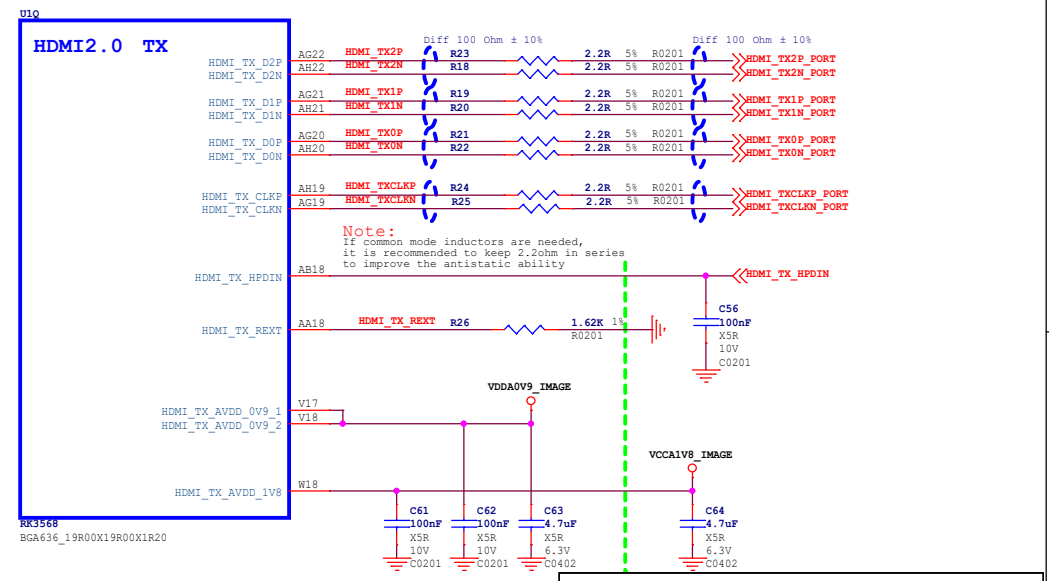 U1Q
HDMI2.0 TX
Diff 100 Ohm ± 10%
Diff 100 Ohm ± 10%
HDMI_TX_D2P AG22 HDMI_TX2P R23 2.2R 5% R0201 HDMI_TX2P_PORT
HDMI_TX_D2N AH22 HDMI_TX2N R18 2.2R 5% R0201 HDMI_TX2N_PORT
HDMI_TX_D1P AG21 HDMI_TX1P R19 2.2R 5% R0201 HDMI_TX1P_PORT
HDMI_TX_D1N AH21 HDMI_TX1N R20 2.2R 5% R0201 HDMI_TX1N_PORT
HDMI_TX_D0P AG20 HDMI_TX0P R21 2.2R 5% R0201 HDMI_TX0P_PORT
HDMI_TX_D0N AH20 HDMI_TX0N R22 2.2R 5% R0201 HDMI_TX0N_PORT
HDMI_TX_CLKP AH19 HDMI_TXCLKP R24 2.2R 5% R0201 HDMI_TXCLKP_PORT
HDMI_TX_CLKN AG19 HDMI_TXCLKN R25 2.2R 5% R0201 HDMI_TXCLKN_PORT
Note:
If common mode inductors are needed,
it is recommended to keep 2.2ohm in series
to improve the antistatic ability
HDMI_TX_HPDIN AB18 HDMI_TX_HPDIN
C56
100nF
X5R
10V
C0201
HDMI_TX_REXT AA18 HDMI_TX_REXT R26 1.62K 1%
R0201
VDDA0V9_IMAGE
HDMI_TX_AVDD_0V9_1 V17
HDMI_TX_AVDD_0V9_2 V18
VCCA1V8_IMAGE
HDMI_TX_AVDD_1V8 W18
C61
100nF
X5R
10V
C0201
C62
100nF
X5R
10V
C0201
C63
4.7uF
X5R
6.3V
C0402
C64
4.7uF
X5R
6.3V
C0402
RK3568
BGA636_19R00X19R00X1R20